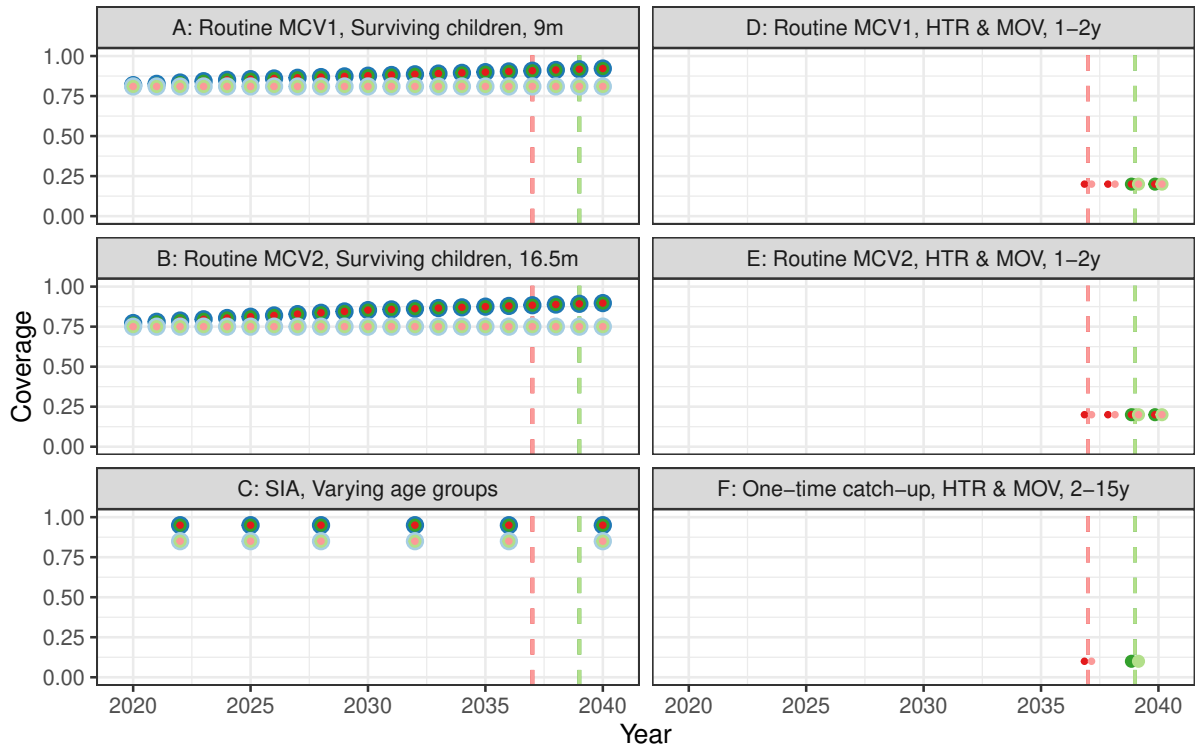 A: Routine MCV1, Surviving children, 9m
1.00
0.75
0.50
0.25
0.00
D: Routine MCV1, HTR & MOV, 1−2y
B: Routine MCV2, Surviving children, 16.5m
1.00
0.75
0.50
0.25
0.00
E: Routine MCV2, HTR & MOV, 1−2y
Coverage
C: SIA, Varying age groups
1.00
0.75
0.50
0.25
0.00
F: One−time catch−up, HTR & MOV, 2−15y
2020 2025 2030 2035 2040
2020 2025 2030 2035 2040
Year